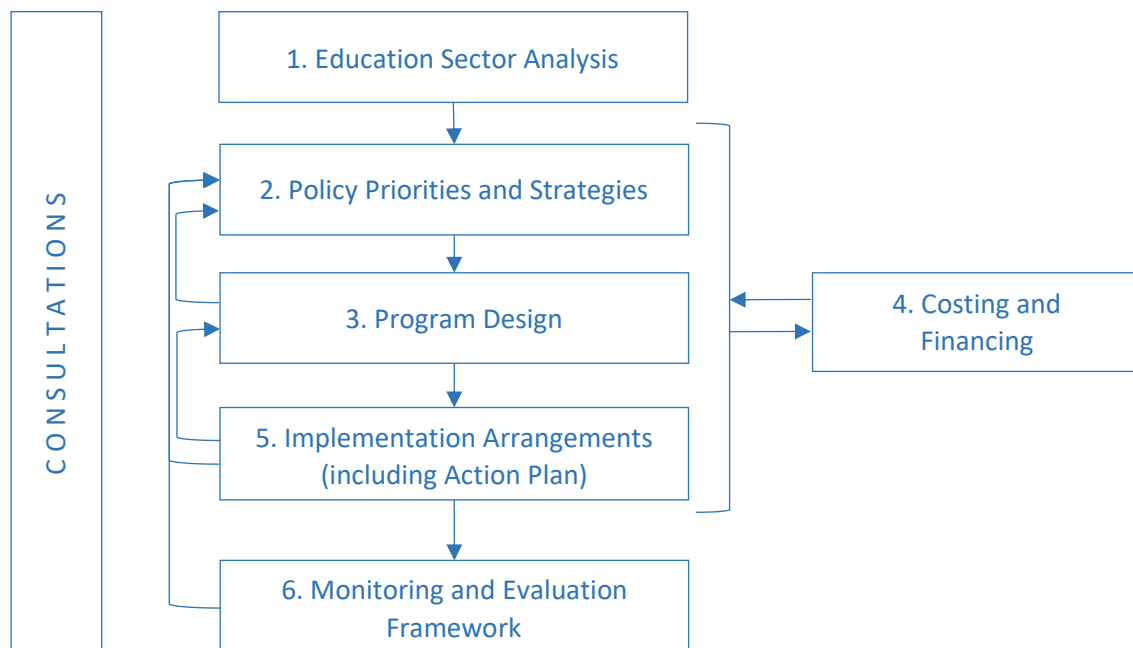 CONSULTATIONS
1. Education Sector Analysis
2. Policy Priorities and Strategies
3. Program Design
4. Costing and
Financing
5. Implementation Arrangements
(including Action Plan)
6. Monitoring and Evaluation
Framework